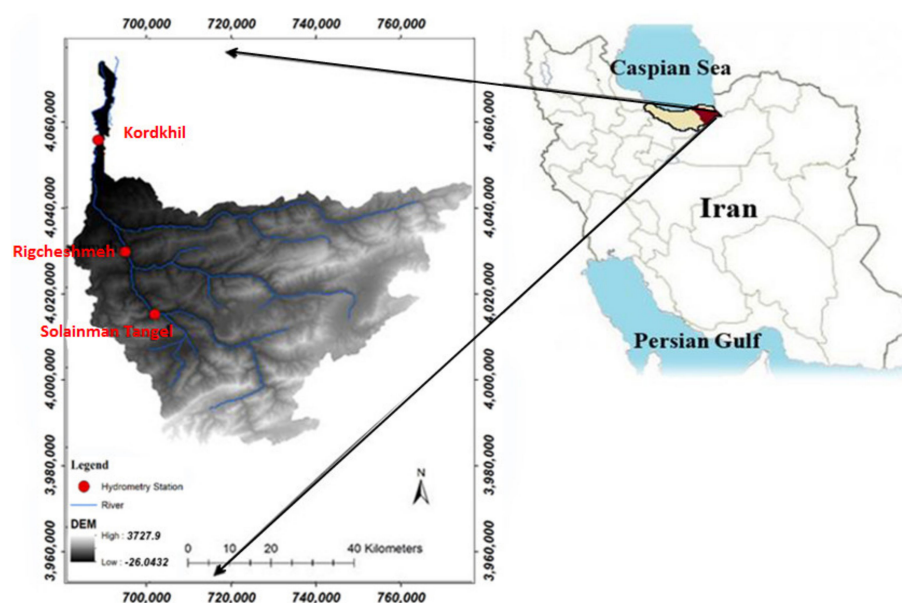 700,000 720,000 740,000 760,000
4,060,000
4,040,000
4,020,000
4,000,000
3,980,000
3,960,000
Kordkhil
Rigcheshmeh
Solainman Tangel
Legend
Hydrometry Station
River
DEM
High : 3727.9
Low : -26.0432
N
0 5 10 20 40 Kilometers
4,060,000
4,040,000
4,020,000
4,000,000
3,980,000
3,960,000
700,000 720,000 740,000 760,000
Caspian Sea
Iran
Persian Gulf